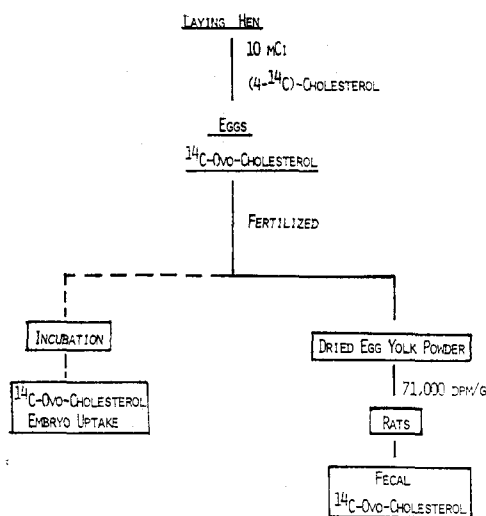 LAYING HEN
10 MCI
(4-¹⁴C)-CHOLESTEROL
EGGS
¹⁴C-OVO-CHOLESTEROL
FERTILIZED
INCUBATION
¹⁴C-OVO-CHOLESTEROL
EMBRYO UPTAKE
DRIED EGG YOLK POWDER
71,000 DPM/G
RATS
FECAL
¹⁴C-OVO-CHOLESTEROL